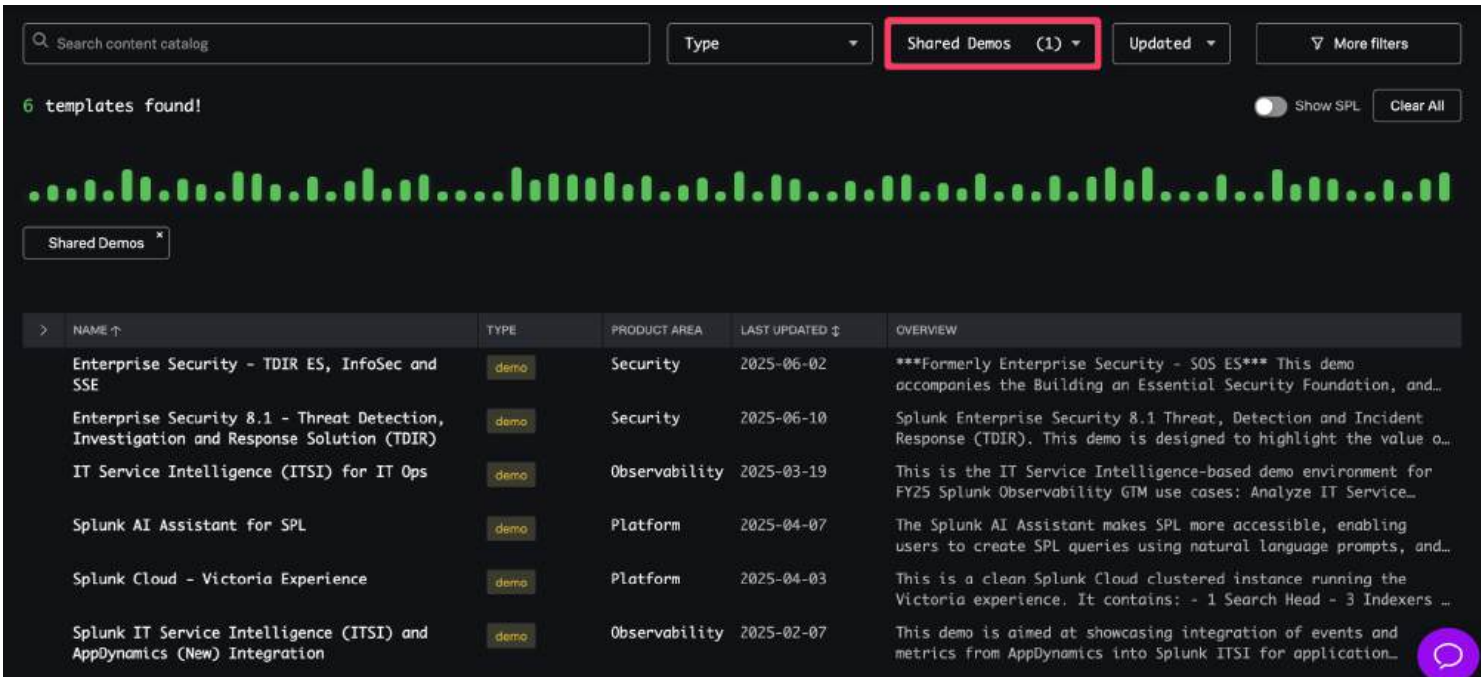 Search content catalog
Type
Shared Demos (1)
Updated
More filters
6 templates found!
Show SPL
Clear All
Shared Demos ×
NAME ↑ TYPE PRODUCT AREA LAST UPDATED ↕ OVERVIEW
Enterprise Security - TDIR ES, InfoSec and
SSE
demo
Security
2025-06-02
***Formerly Enterprise Security - SOS ES*** This demo
accompanies the Building an Essential Security Foundation, and…
Enterprise Security 8.1 - Threat Detection,
Investigation and Response Solution (TDIR)
demo
Security
2025-06-10
Splunk Enterprise Security 8.1 Threat, Detection and Incident
Response (TDIR). This demo is designed to highlight the value o…
IT Service Intelligence (ITSI) for IT Ops
demo
Observability
2025-03-19
This is the IT Service Intelligence-based demo environment for
FY25 Splunk Observability GTM use cases: Analyze IT Service…
Splunk AI Assistant for SPL
demo
Platform
2025-04-07
The Splunk AI Assistant makes SPL more accessible, enabling
users to create SPL queries using natural language prompts, and…
Splunk Cloud - Victoria Experience
demo
Platform
2025-04-03
This is a clean Splunk Cloud clustered instance running the
Victoria experience. It contains: - 1 Search Head - 3 Indexers …
Splunk IT Service Intelligence (ITSI) and
AppDynamics (New) Integration
demo
Observability
2025-02-07
This demo is aimed at showcasing integration of events and
metrics from AppDynamics into Splunk ITSI for application…